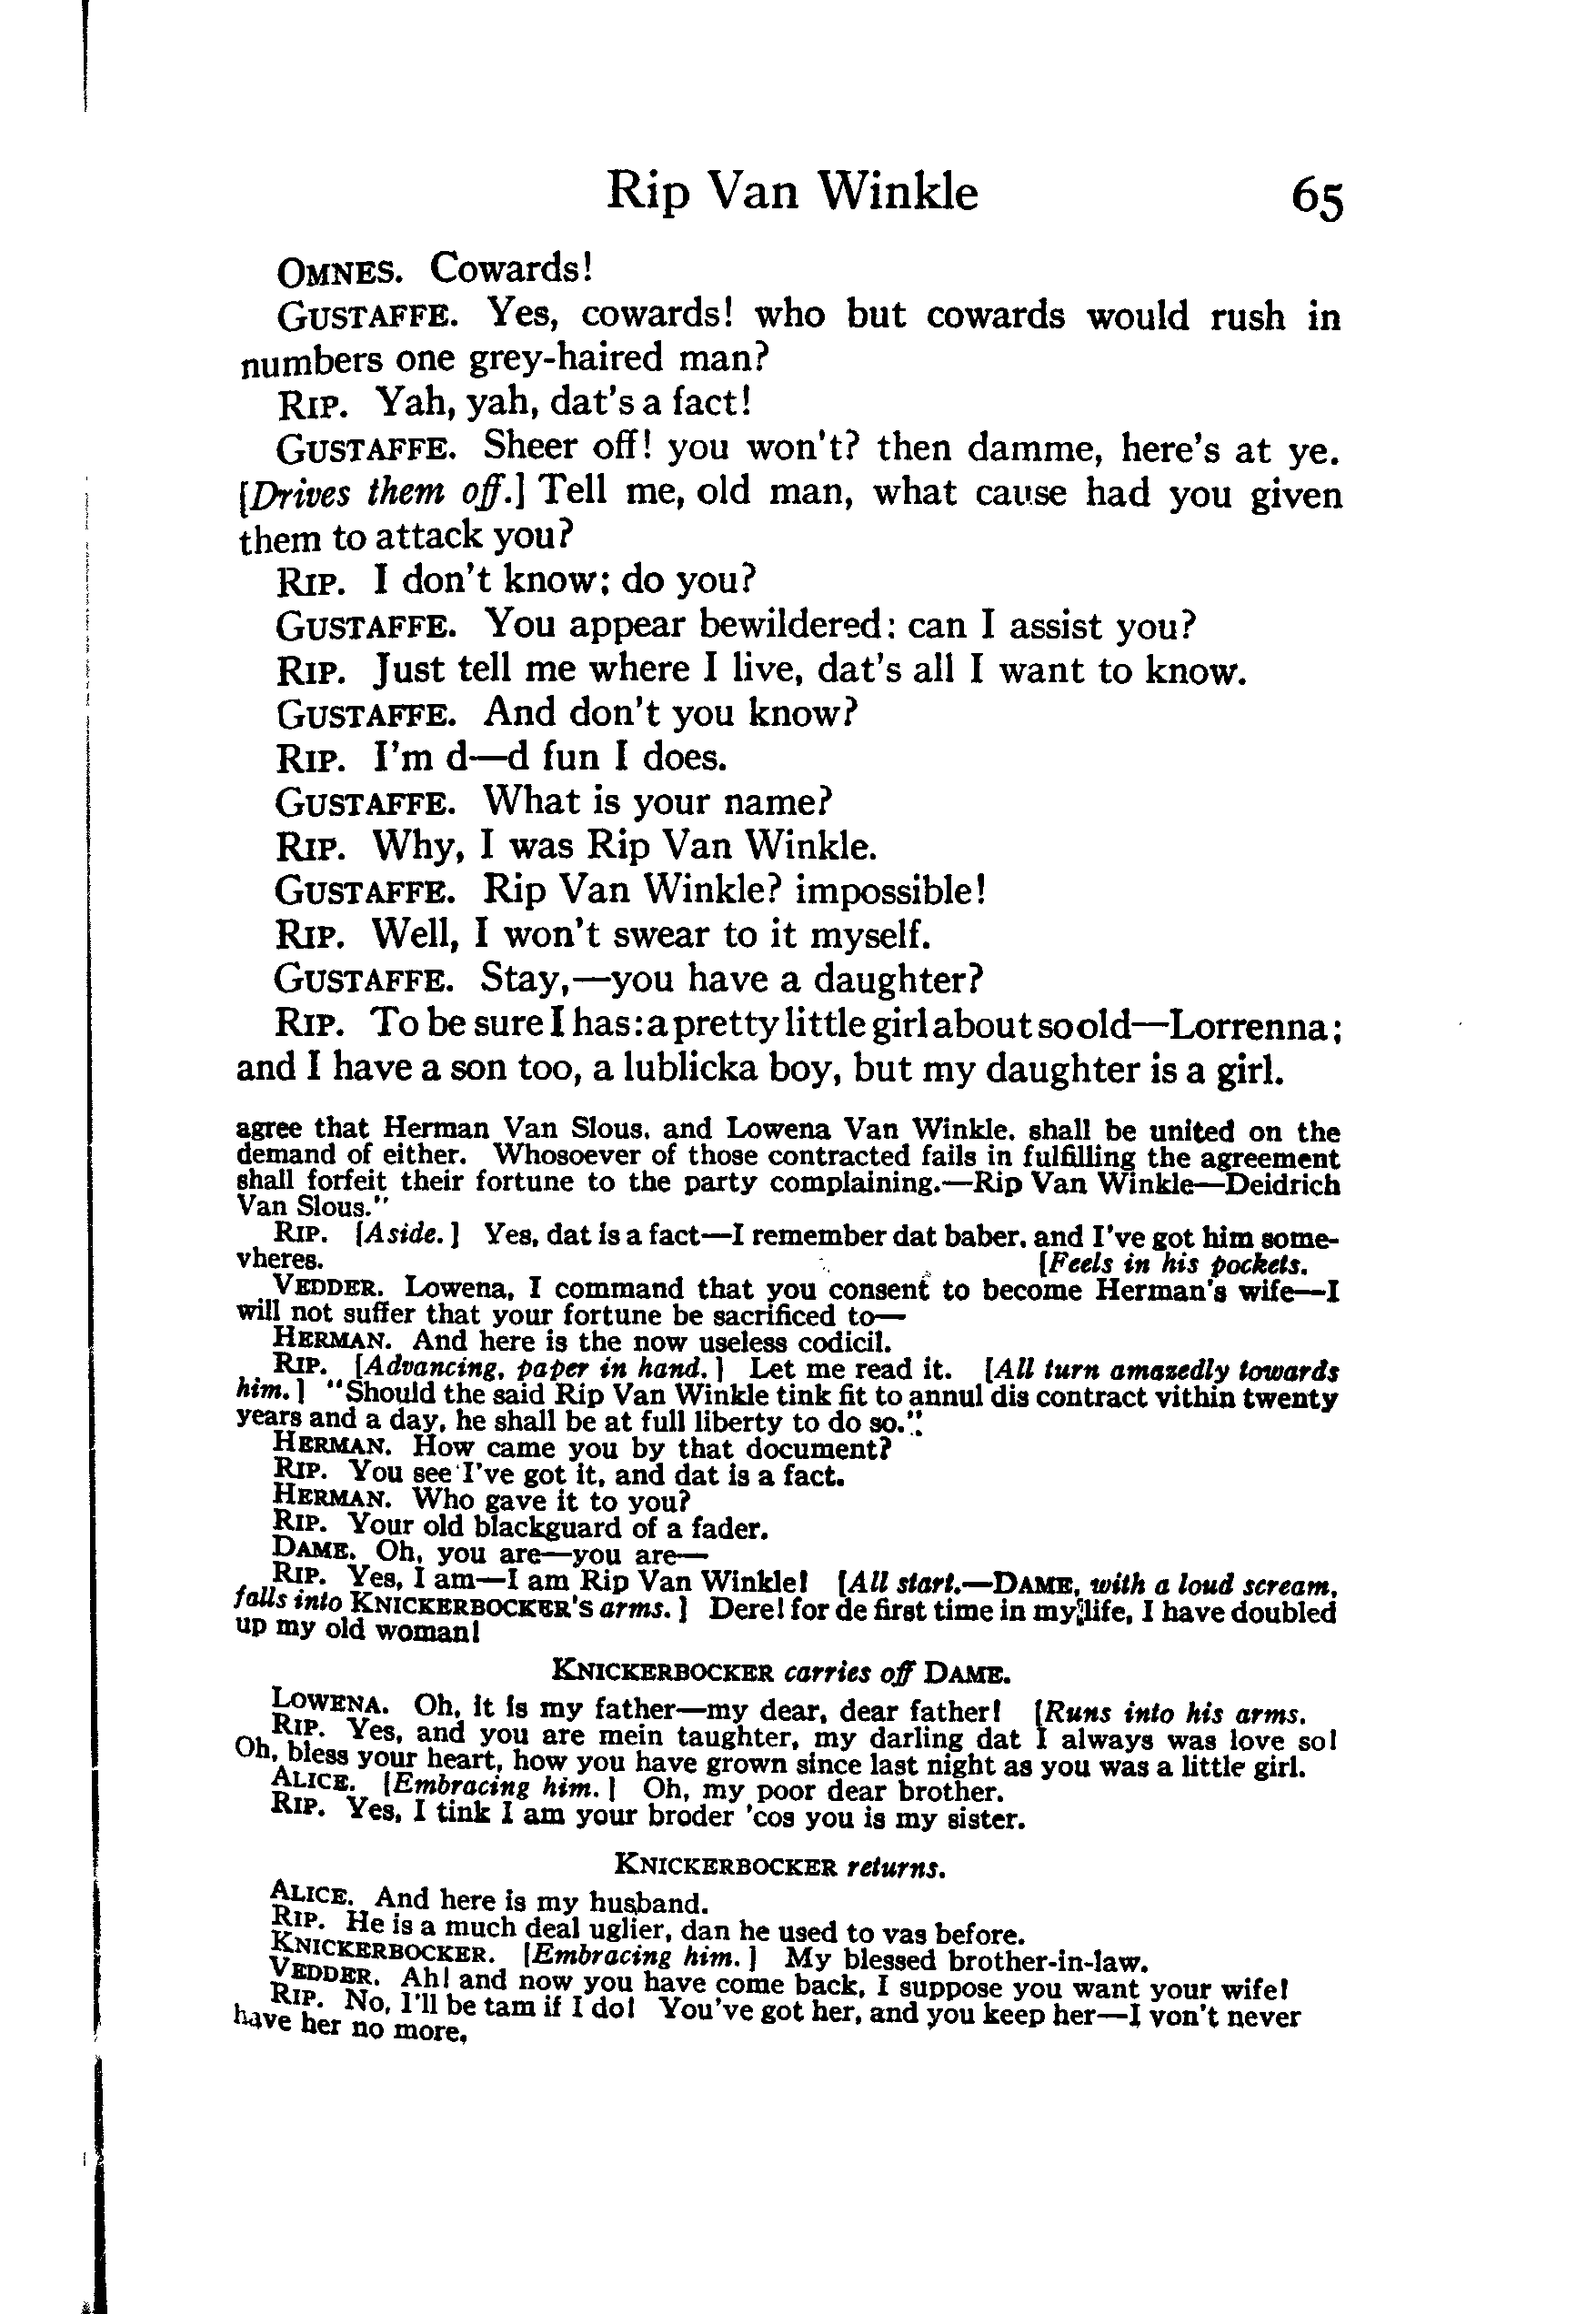 Rip Van Winkle 65
OMNES. Cowards!
GUSTAFFE. Yes, cowards! who but cowards would rush in
numbers one grey-haired man?
RIP. Yah, yah, dat's a fact!
GUSTAFFE. Sheer off! you won't? then damme, here's at ye.
[Drives them off.] Tell me, old man, what cause had you given
them to attack you?
RIP. I don't know; do you?
GUSTAFFE. You appear bewildered: can I assist you?
RIP. Just tell me where I live, dat's all I want to know.
GUSTAFFE. And don't you know?
RIP. I'm d—d fun I does.
GUSTAFFE. What is your name?
RIP. Why, I was Rip Van Winkle.
GUSTAFFE. Rip Van Winkle? impossible!
RIP. Well, I won't swear to it myself.
GUSTAFFE. Stay,—you have a daughter?
RIP. To be sure I has: a pretty little girl about so old—Lorrenna;
and I have a son too, a lublicka boy, but my daughter is a girl.
agree that Herman Van Slous, and Lowena Van Winkle, shall be united on the
demand of either. Whosoever of those contracted fails in fulfilling the agreement
shall forfeit their fortune to the party complaining.—Rip Van Winkle—Deidrich
Van Slous."
RIP. [Aside.] Yes, dat is a fact—I remember dat baber, and I've got him some-
vheres. [Feels in his pockets.
VEDDER. Lowena, I command that you consent to become Herman's wife—I
will not suffer that your fortune be sacrificed to—
HERMAN. And here is the now useless codicil.
RIP. [Advancing, paper in hand.] Let me read it. [All turn amazedly towards
him.] "Should the said Rip Van Winkle tink fit to annul dis contract vithin twenty
years and a day, he shall be at full liberty to do so."
HERMAN. How came you by that document?
RIP. You see I've got it, and dat is a fact.
HERMAN. Who gave it to you?
RIP. Your old blackguard of a fader.
DAME. Oh, you are—you are—
RIP. Yes, I am—I am Rip Van Winkle! [All start.—DAME, with a loud scream,
falls into KNICKERBOCKER'S arms.] Dere! for de first time in my life, I have doubled
up my old woman!
KNICKERBOCKER carries off DAME.
LOWENA. Oh, it is my father—my dear, dear father! [Runs into his arms.
RIP. Yes, and you are mein taughter, my darling dat I always was love so!
Oh, bless your heart, how you have grown since last night as you was a little girl.
ALICE. [Embracing him.] Oh, my poor dear brother.
RIP. Yes, I tink I am your broder 'cos you is my sister.
KNICKERBOCKER returns.
ALICE. And here is my husband.
RIP. He is a much deal uglier, dan he used to vas before.
KNICKERBOCKER. [Embracing him.] My blessed brother-in-law.
VEDDER. Ah! and now you have come back, I suppose you want your wife!
RIP. No, I'll be tam if I do! You've got her, and you keep her—I von't never
have her no more,